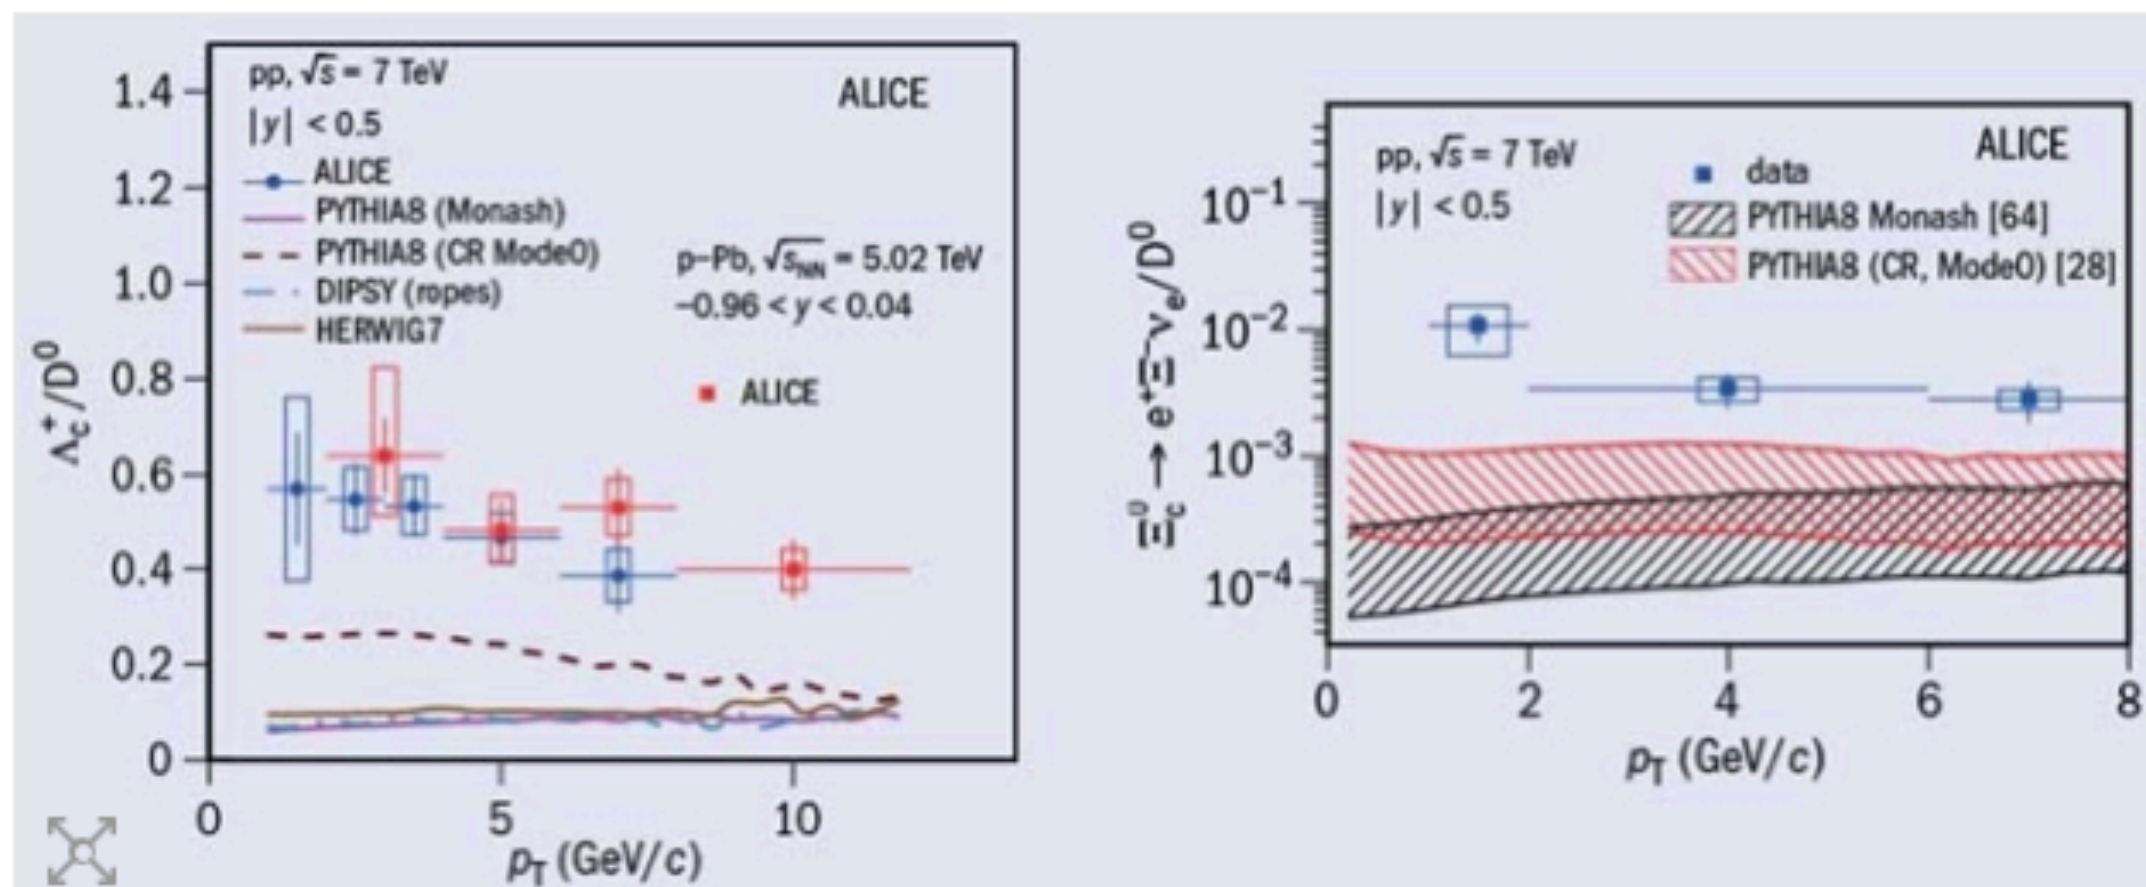 pp, √s = 7 TeV
|y| < 0.5
ALICE
ALICE
PYTHIA8 (Monash)
PYTHIA8 (CR Mode0)
DIPSY (ropes)
HERWIG7
p–Pb, √sNN = 5.02 TeV
–0.96 < y < 0.04
ALICE
1.4
1.2
1.0
0.8
0.6
0.4
0.2
0
Λc+/D0
0
5
10
pT (GeV/c)
pp, √s = 7 TeV
|y| < 0.5
ALICE
data
PYTHIA8 Monash [64]
PYTHIA8 (CR, Mode0) [28]
10−1
10−2
10−3
10−4
Ξc0 → e+Ξ−νe/D0
0
2
4
6
8
pT (GeV/c)